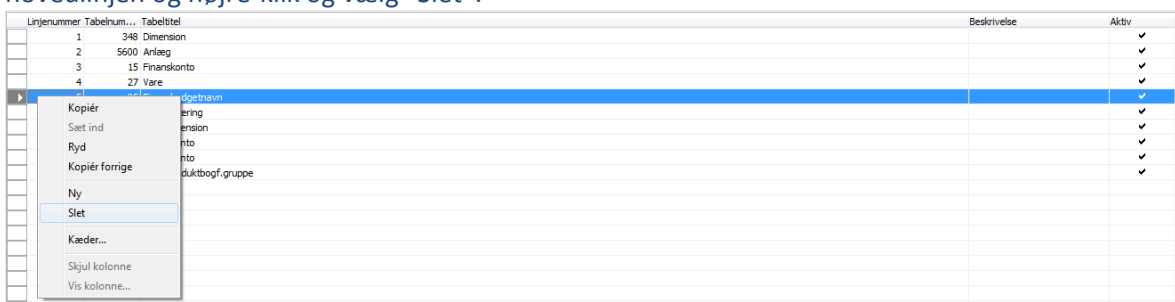 hovedlinjen og højre-klik og vælg "Slet".
Linjenummer Tabelnum... Tabeltitel Beskrivelse Aktiv
1 348 Dimension ✔
2 5600 Anlæg ✔
3 15 Finanskonto ✔
4 27 Vare ✔
dgetnavn ✔
Kopiér ering ✔
Sæt ind ension ✔
Ryd nto ✔
nto ✔
Kopiér forrige duktbogf.gruppe ✔
Ny
Slet
Kæder...
Skjul kolonne
Vis kolonne...